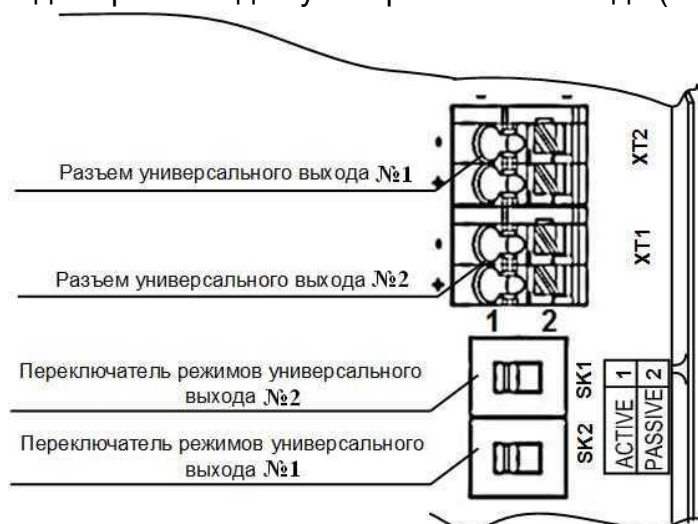 Разъем универсального выхода №1
Разъем универсального выхода №2
1 2
Переключатель режимов универсального
выхода №2
Переключатель режимов универсального
выхода №1
XT2
XT1
SK1
SK2
ACTIVE 1
PASSIVE 2